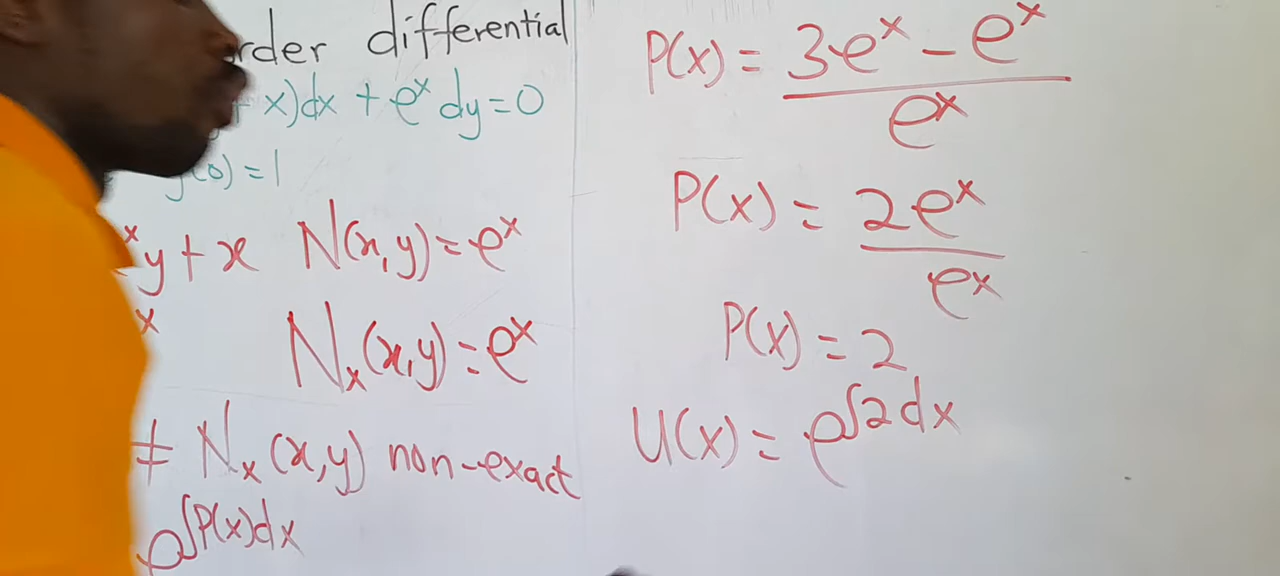 rder differential
x)dx + e^x dy = 0
y(0) = 1
^x y + x N(x,y) = e^x
x N_x(x,y) = e^x
≠ N_x(x,y) non-exact
e^∫P(x)dx
P(x) = (3e^x - e^x)/e^x
P(x) = 2e^x/e^x
P(x) = 2
U(x) = e^∫2dx